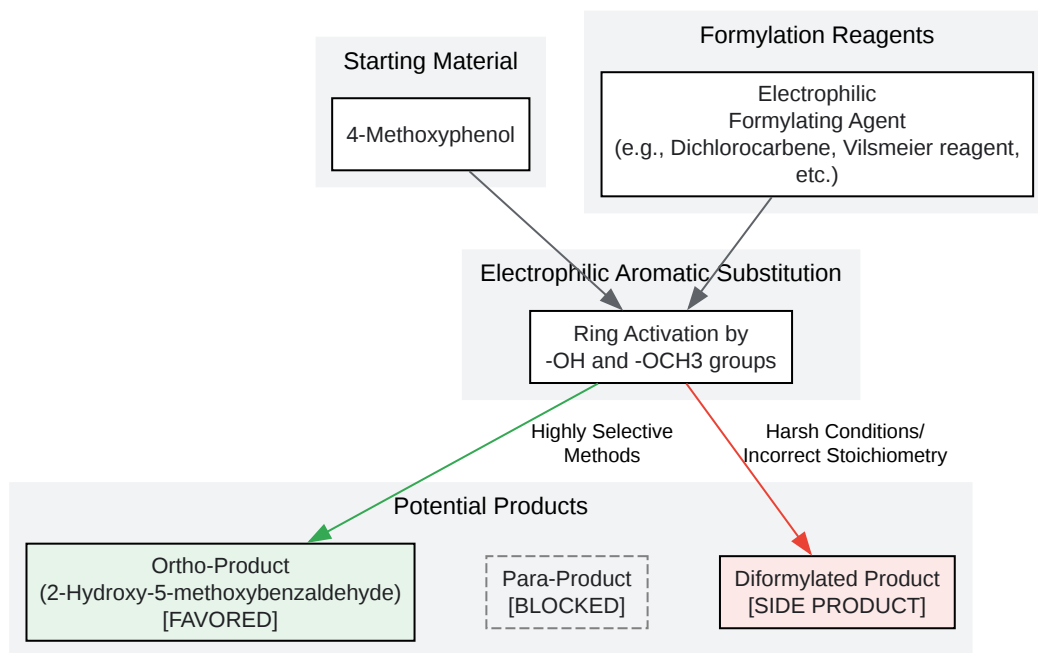 Starting Material
4-Methoxyphenol
Formylation Reagents
Electrophilic
Formylating Agent
(e.g., Dichlorocarbene, Vilsmeier reagent,
etc.)
Electrophilic Aromatic Substitution
Ring Activation by
-OH and -OCH3 groups
Highly Selective
Methods
Harsh Conditions/
Incorrect Stoichiometry
Potential Products
Ortho-Product
(2-Hydroxy-5-methoxybenzaldehyde)
[FAVORED]
Para-Product
[BLOCKED]
Diformylated Product
[SIDE PRODUCT]